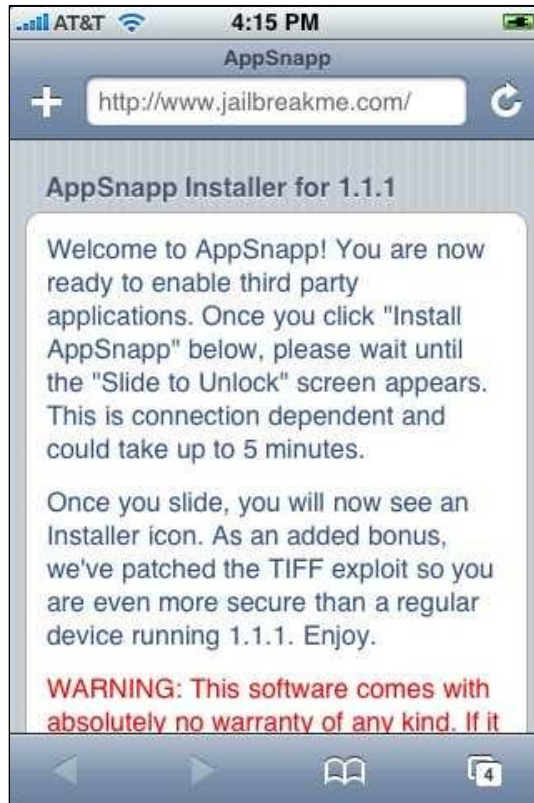 AT&T 4:15 PM
AppSnapp
http://www.jailbreakme.com/
AppSnapp Installer for 1.1.1
Welcome to AppSnapp! You are now
ready to enable third party
applications. Once you click "Install
AppSnapp" below, please wait until
the "Slide to Unlock" screen appears.
This is connection dependent and
could take up to 5 minutes.
Once you slide, you will now see an
Installer icon. As an added bonus,
we've patched the TIFF exploit so you
are even more secure than a regular
device running 1.1.1. Enjoy.
WARNING: This software comes with
absolutely no warranty of any kind. If it
4